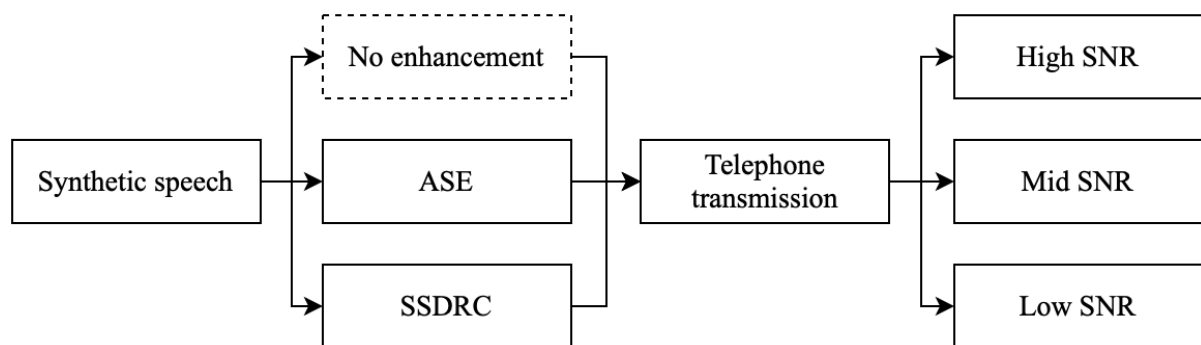 Synthetic speech
No enhancement
ASE
SSDRC
Telephone
transmission
High SNR
Mid SNR
Low SNR